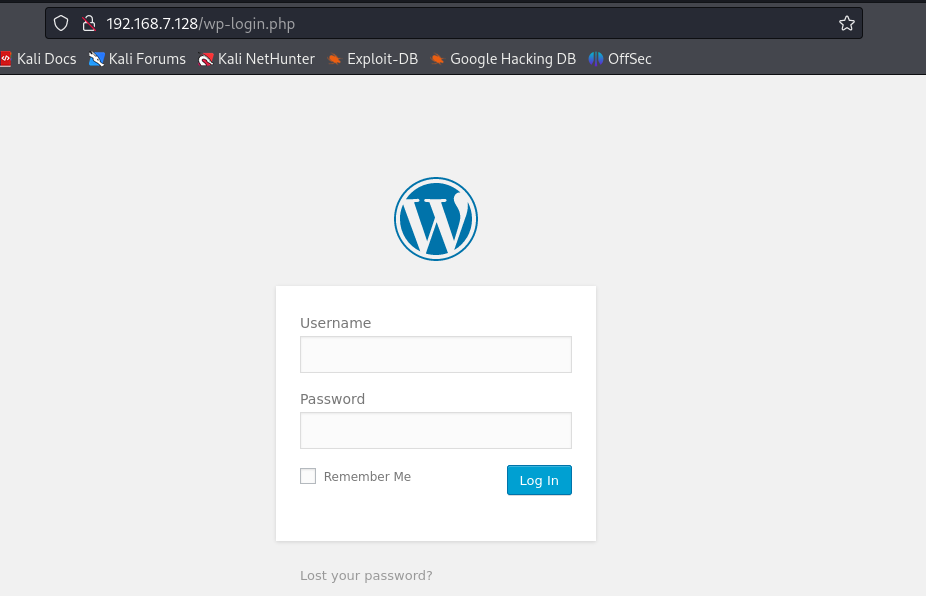 192.168.7.128/wp-login.php
Kali Docs Kali Forums Kali NetHunter Exploit-DB Google Hacking DB OffSec
Username
Password
Remember Me Log In
Lost your password?